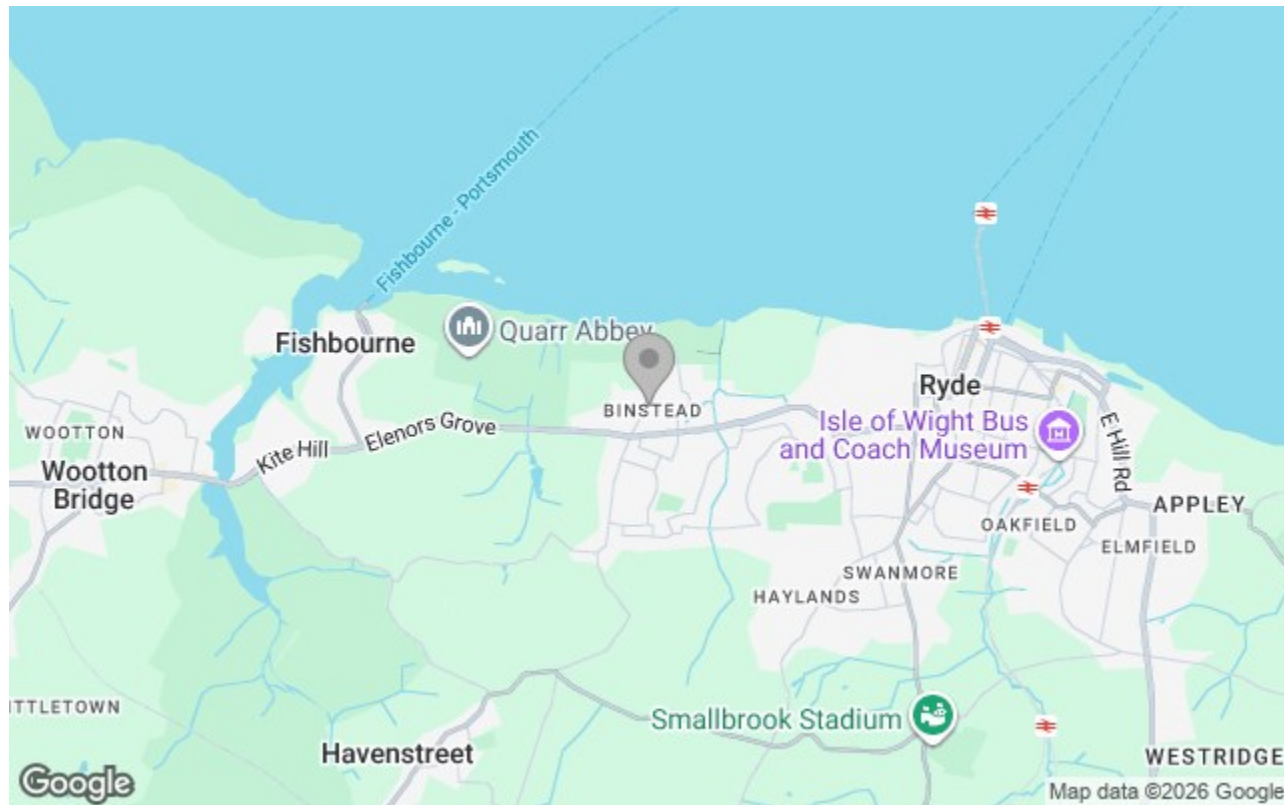 Fishbourne - Portsmouth
Fishbourne
Quarr Abbey
Ryde
BINSTEAD
Isle of Wight Bus
and Coach Museum
E Hill Rd
WOOTTON
Elenors Grove
Kite Hill
Wootton
Bridge
APPLEY
OAKFIELD
ELMFIELD
SWANMORE
HAYLANDS
ITTLETOWN
Smallbrook Stadium
Havenstreet
WESTRIDGE
Google
Map data ©2026 Google